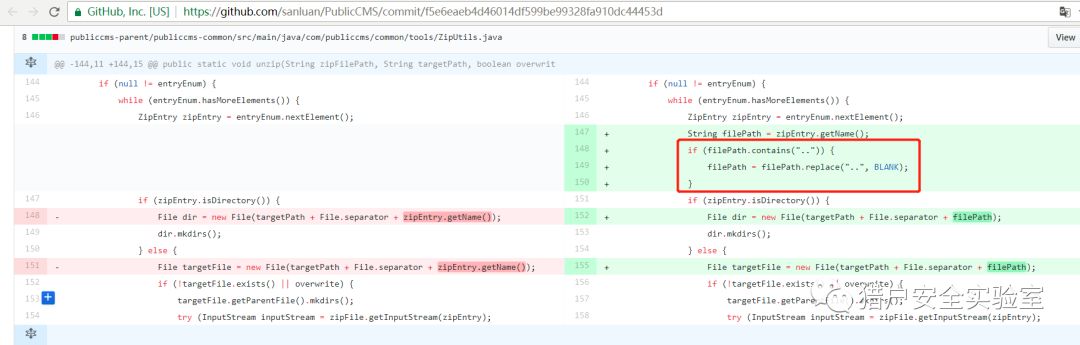 GitHub, Inc. [US] | https://github.com/sanluan/PublicCMS/commit/f5e6eaeb4d46014df599be99328fa910dc44453d
8 publiccms-parent/publiccms-common/src/main/java/com/publiccms/common/tools/ZipUtils.java View
@@ -144,11 +144,15 @@ public static void unzip(String zipFilePath, String targetPath, boolean overwrit
144 if (null != entryEnum) { 144 if (null != entryEnum) {
145 while (entryEnum.hasMoreElements()) { 145 while (entryEnum.hasMoreElements()) {
146 ZipEntry zipEntry = entryEnum.nextElement(); 146 ZipEntry zipEntry = entryEnum.nextElement();
147 + String filePath = zipEntry.getName();
148 + if (filePath.contains("..")) {
149 + filePath = filePath.replace("..", BLANK);
150 + }
147 if (zipEntry.isDirectory()) { 151 if (zipEntry.isDirectory()) {
148 - File dir = new File(targetPath + File.separator + zipEntry.getName()); 152 + File dir = new File(targetPath + File.separator + filePath);
149 dir.mkdirs(); 153 dir.mkdirs();
150 } else { 154 } else {
151 - File targetFile = new File(targetPath + File.separator + zipEntry.getName()); 155 + File targetFile = new File(targetPath + File.separator + filePath);
152 if (!targetFile.exists() || overwrite) { 156 if (!targetFile.exists overwrite) {
153 + targetFile.getParentFile().mkdirs(); 157 targetFile.getPare .mkdirs();
154 try (InputStream inputStream = zipFile.getInputStream(zipEntry); 158 try (InputStream inputStream = zipFile.getInputStream(zipEntry);
猎户安全实验室